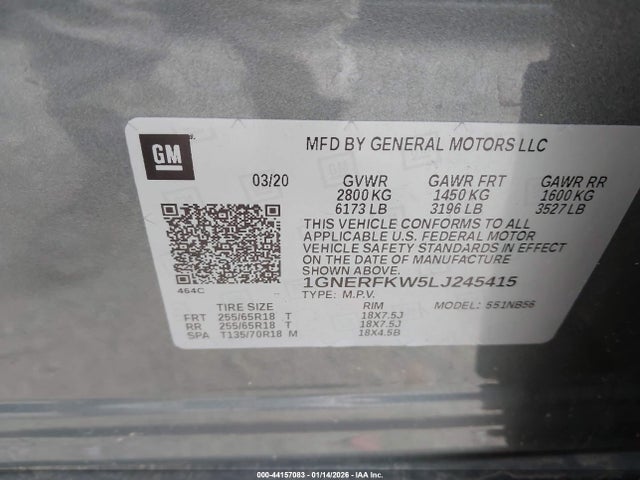 GM
MFD BY GENERAL MOTORS LLC
03/20 GVWR GAWR FRT GAWR RR
2800 KG 1450 KG 1600 KG
6173 LB 3196 LB 3527 LB
THIS VEHICLE CONFORMS TO ALL
APPLICABLE U.S. FEDERAL MOTOR
VEHICLE SAFETY STANDARDS IN EFFECT
ON THE DATE OF MANUFACTURE
SHOWN ABOVE.
464C
1GNERFKW5LJ245415
TYPE: M.P.V. MODEL: 551NB56
TIRE SIZE RIM
FRT 255/65R18 T 18X7.5J
RR 255/65R18 T 18X7.5J
SPA T135/70R18 M 18X4.5B
000-44157083 - 01/14/2026 - IAA Inc.